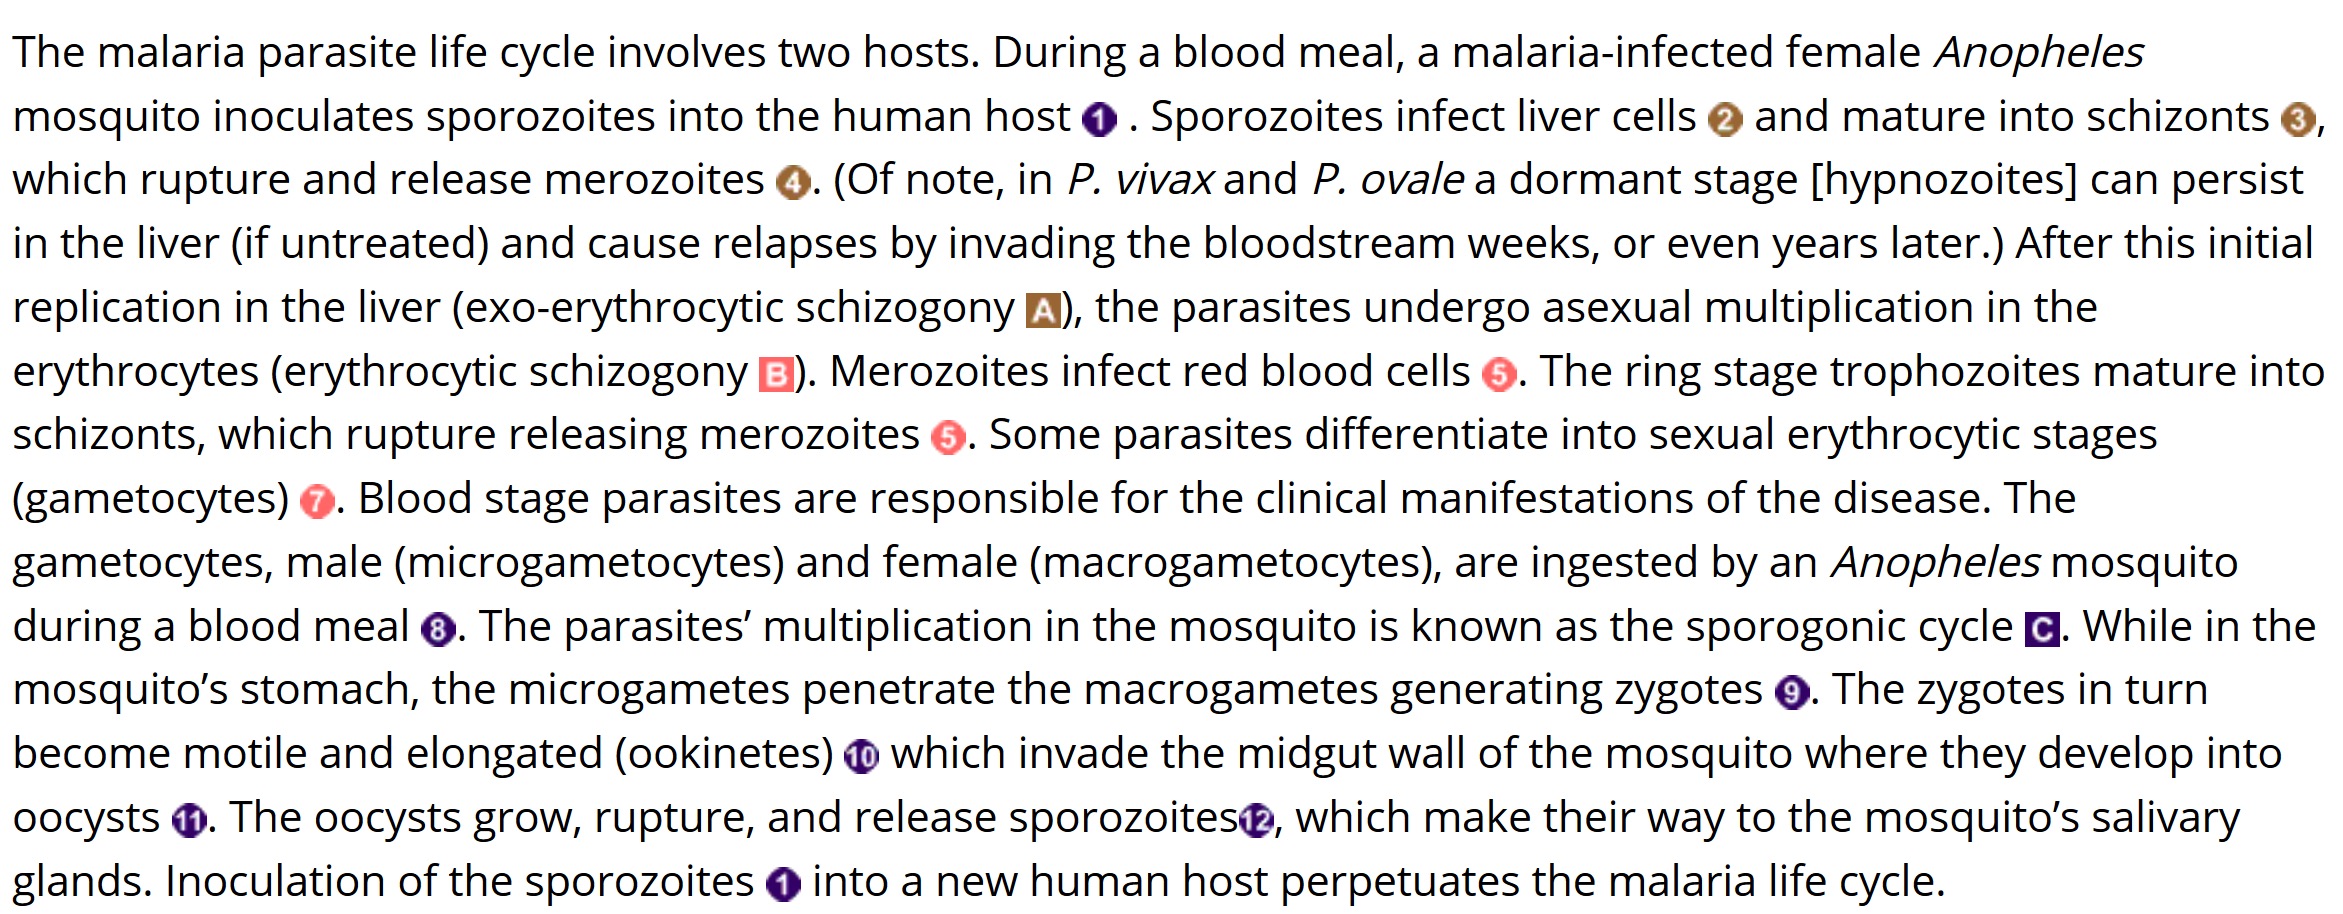 The malaria parasite life cycle involves two hosts. During a blood meal, a malaria-infected female Anopheles
mosquito inoculates sporozoites into the human host 1 . Sporozoites infect liver cells 2 and mature into schizonts 3,
which rupture and release merozoites 4. (Of note, in P. vivax and P. ovale a dormant stage [hypnozoites] can persist
in the liver (if untreated) and cause relapses by invading the bloodstream weeks, or even years later.) After this initial
replication in the liver (exo-erythrocytic schizogony A), the parasites undergo asexual multiplication in the
erythrocytes (erythrocytic schizogony B). Merozoites infect red blood cells 5. The ring stage trophozoites mature into
schizonts, which rupture releasing merozoites 5. Some parasites differentiate into sexual erythrocytic stages
(gametocytes) 7. Blood stage parasites are responsible for the clinical manifestations of the disease. The
gametocytes, male (microgametocytes) and female (macrogametocytes), are ingested by an Anopheles mosquito
during a blood meal 8. The parasites’ multiplication in the mosquito is known as the sporogonic cycle C. While in the
mosquito’s stomach, the microgametes penetrate the macrogametes generating zygotes 9. The zygotes in turn
become motile and elongated (ookinetes) 10 which invade the midgut wall of the mosquito where they develop into
oocysts 11. The oocysts grow, rupture, and release sporozoites12, which make their way to the mosquito’s salivary
glands. Inoculation of the sporozoites 1 into a new human host perpetuates the malaria life cycle.